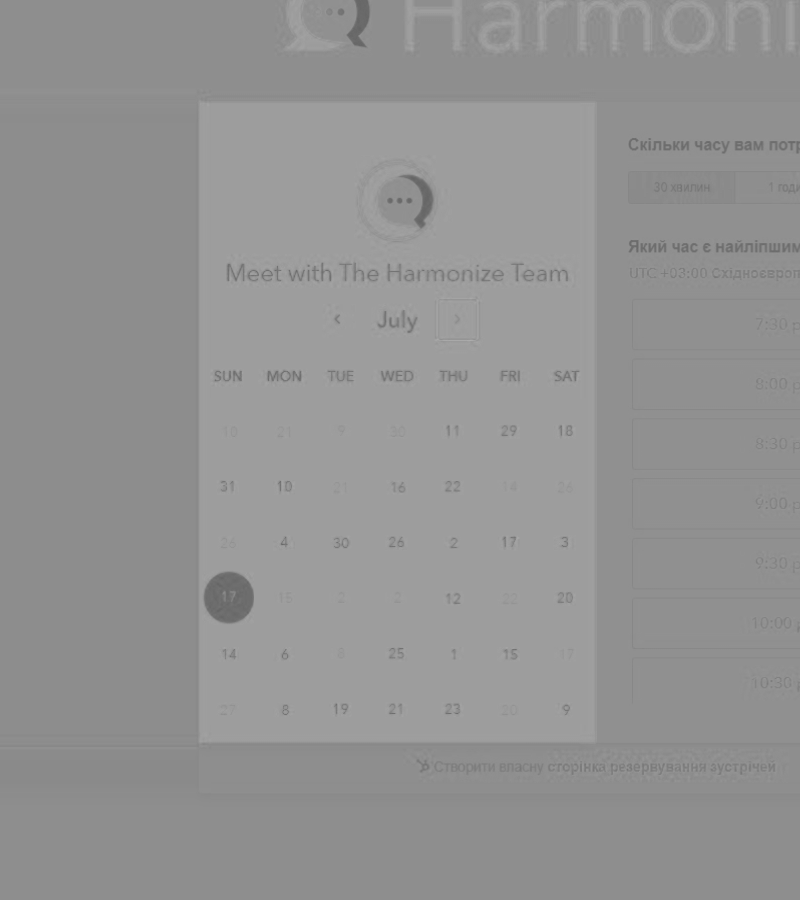 Harmoni
Meet with The Harmonize Team
July
SUN MON TUE WED THU FRI SAT
18 21 9 30 11 29 18
31 10 21 16 22 14 26
26 4 30 26 2 17 3
17 15 2 2 12 22 20
14 6 8 25 1 15 17
27 8 19 21 23 20 9
Скільки часу вам потр
30 хвилин 1 год
Який час є найліпшим
UTC +03:00 Східноєвроп
7:30 р
8:00 р
8:30 р
9:00 р
9:30 р
10:00 р
10:30 р
Створити власну сторінка резервування зустрічей